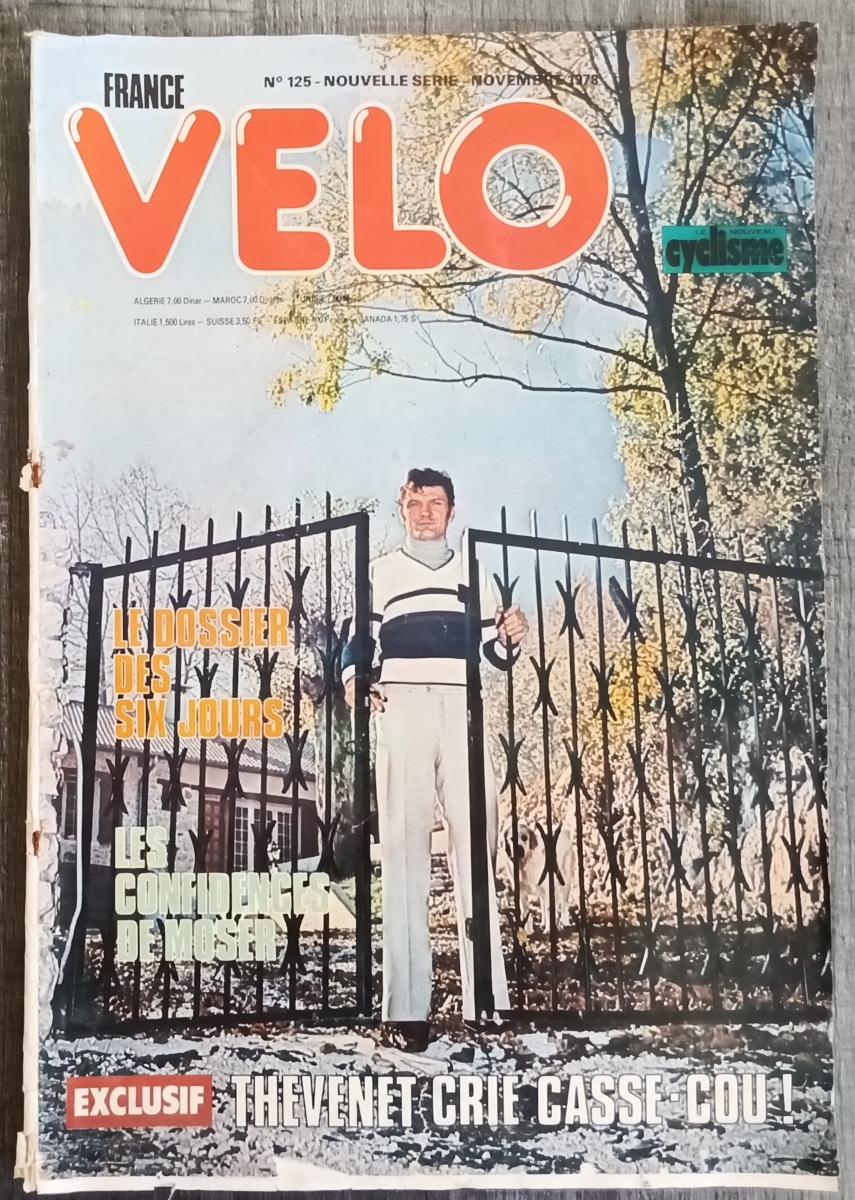 FRANCE
N° 125 - NOUVELLE SERIE - NOVEMBRE 1978
VELO
LE NOUVEAU
cyclisme
ALGERIE 7,00 Dinar — MAROC 7,00
ITALIE 1,500 Lires — SUISSE 3,50 FS — ESPAGNE CANADA 1,75 $
LE DOSSIER
DES
SIX JOURS
LES
CONFIDENCES
DE MOSER
EXCLUSIF THEVENET CRIE CASSE-COU !